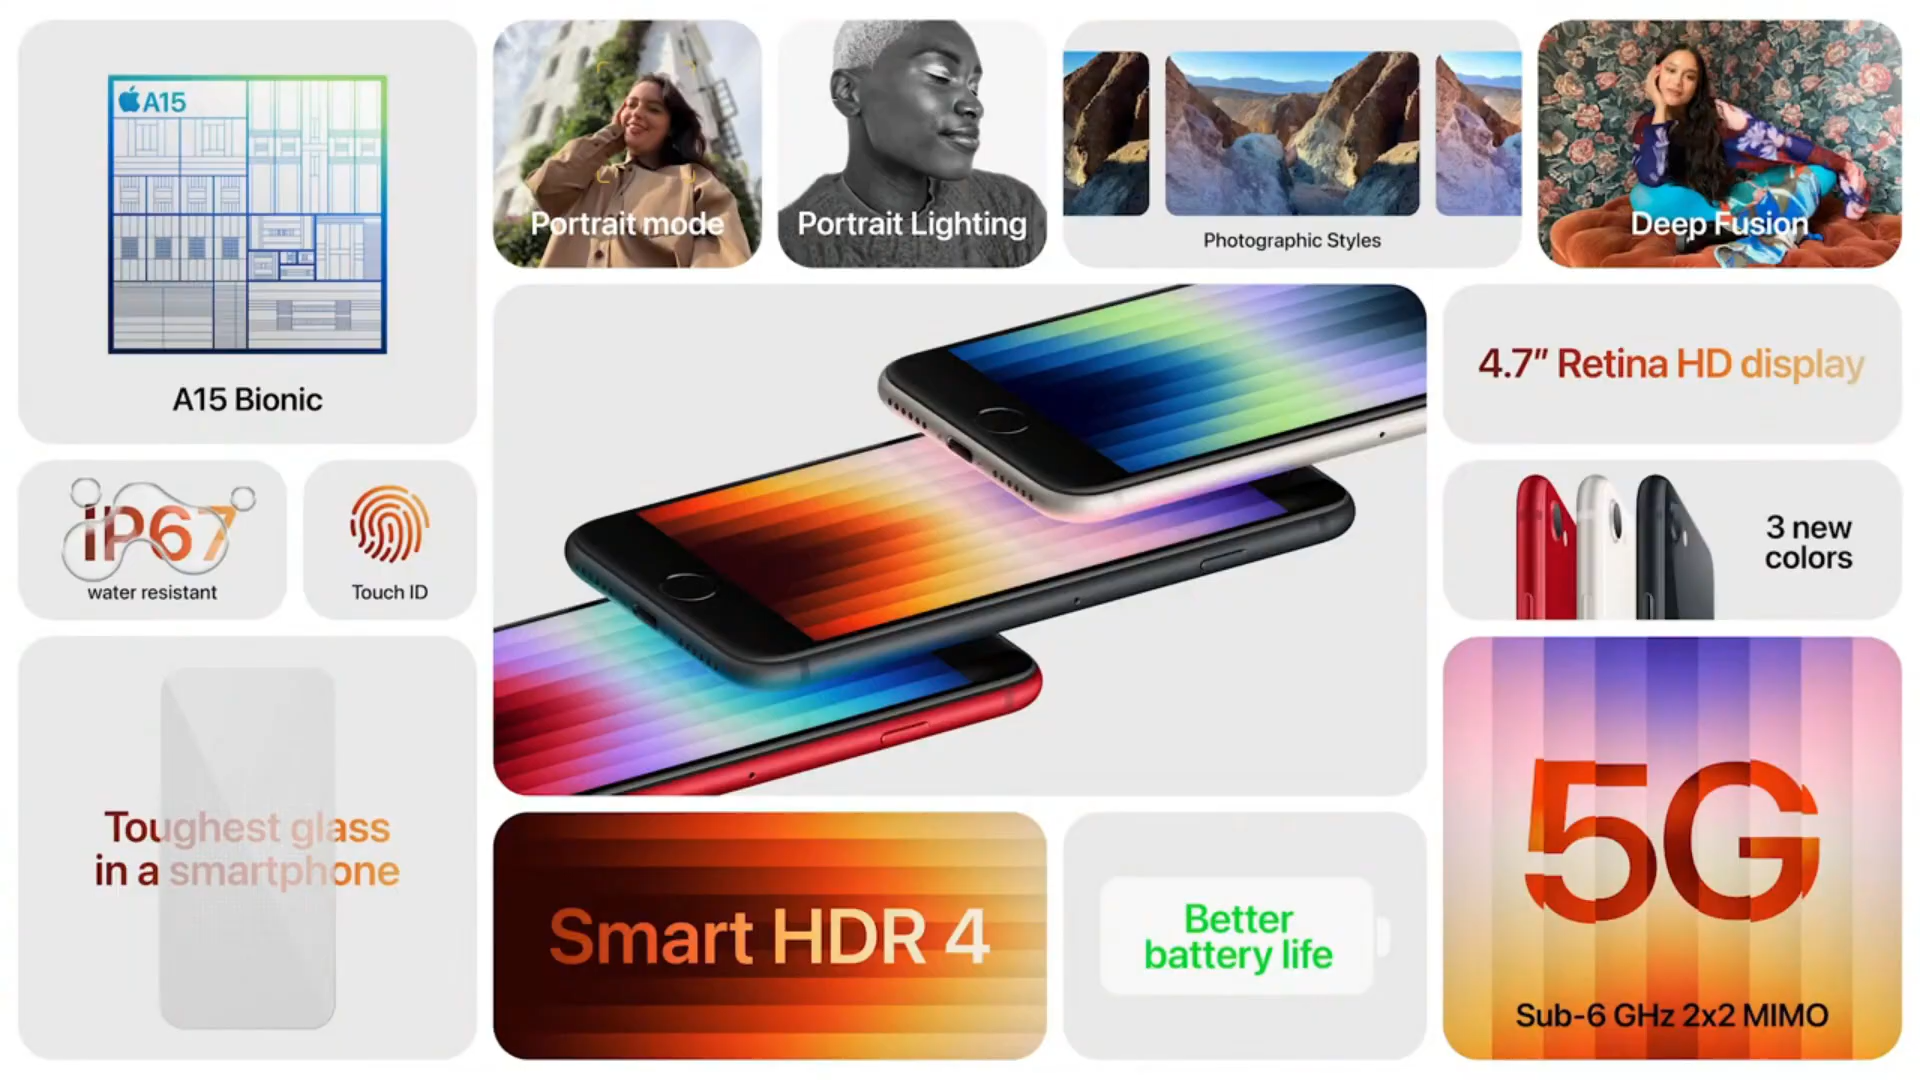 A15
A15 Bionic
Portrait mode
Portrait Lighting
Photographic Styles
Deep Fusion
4.7" Retina HD display
IP67
water resistant
Touch ID
3 new
colors
Toughest glass
in a smartphone
Smart HDR 4
Better
battery life
5G
Sub-6 GHz 2x2 MIMO